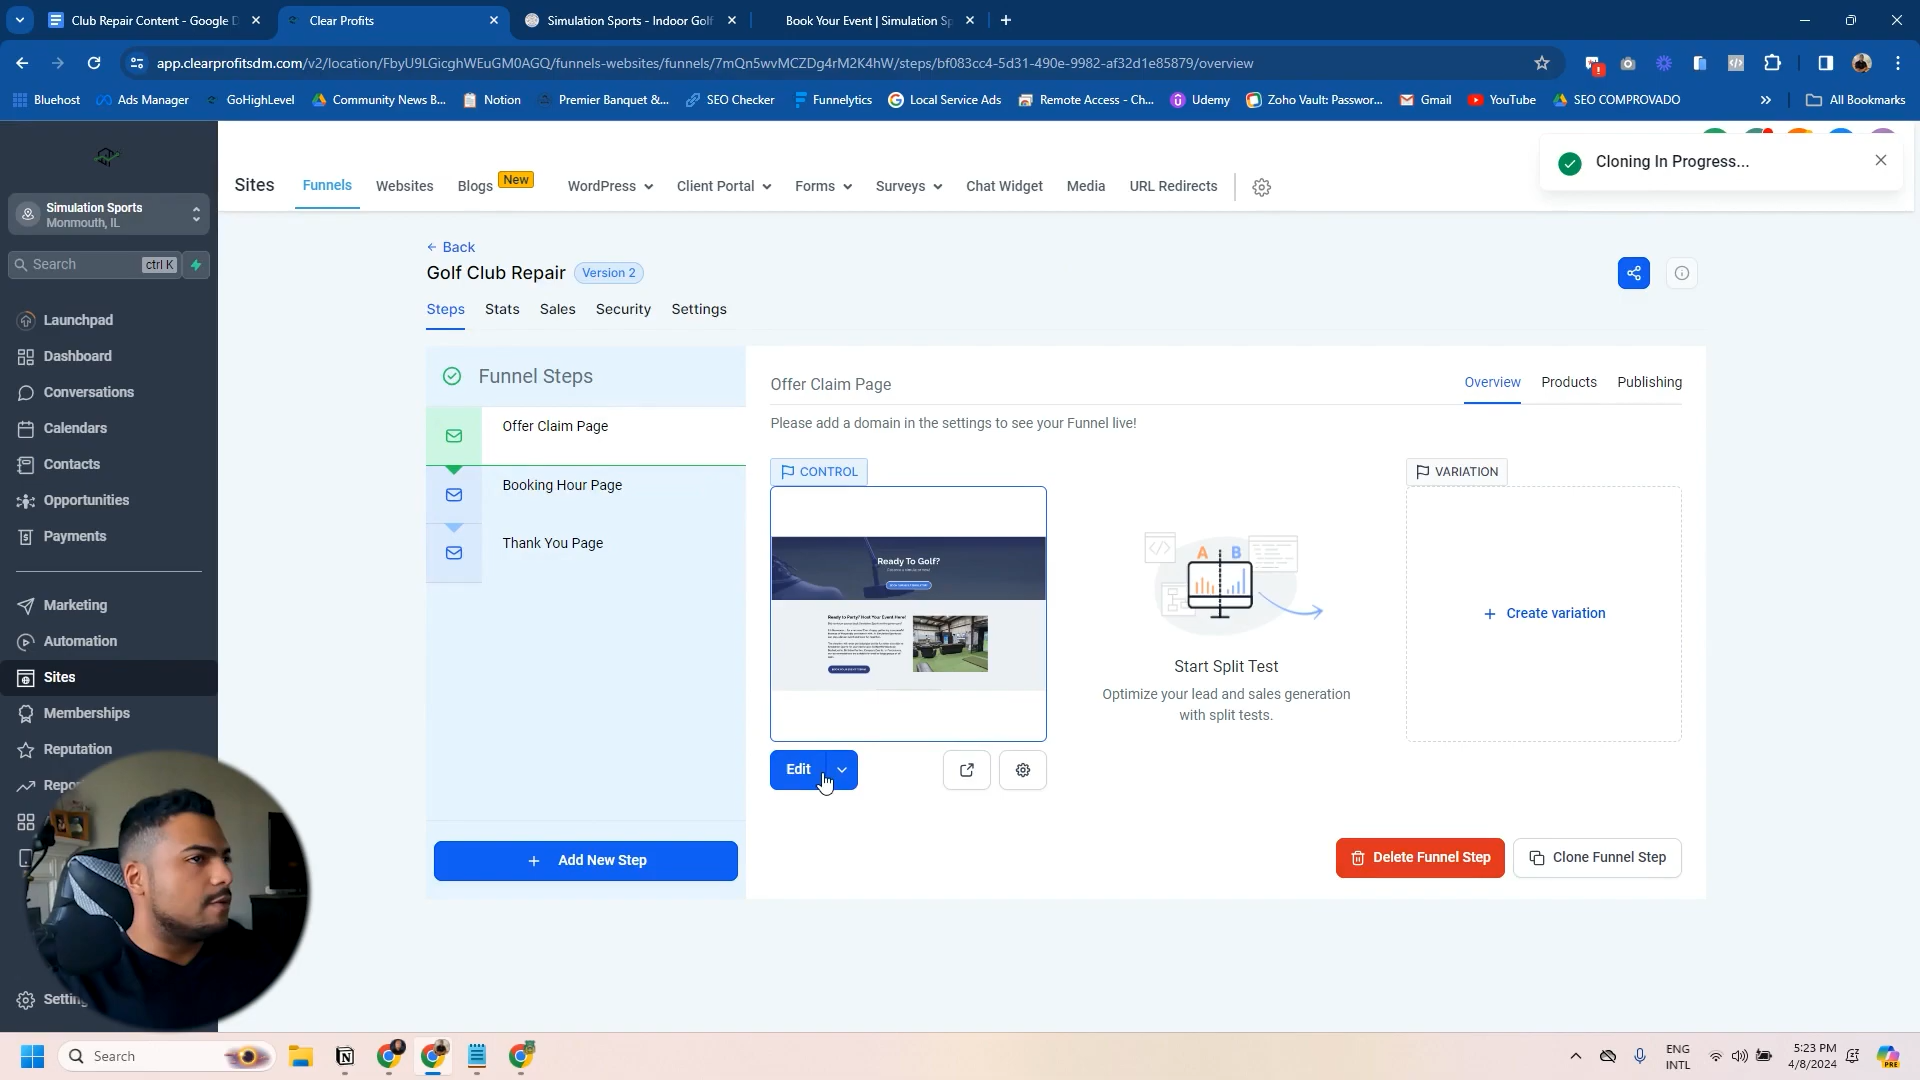 Club Repair Content - Google D
Clear Profits
Simulation Sports - Indoor Golf
Book Your Event | Simulation Sp
app.clearprofitsdm.com/v2/location/FbyU9LGicghWEuGM0AGQ/funnels-websites/funnels/7mQn5wvMCZDg4rM2K4hW/steps/bf083cc4-5d31-490e-9982-af32d1e85879/overview
Bluehost
Ads Manager
GoHighLevel
Community News B...
Notion
Premier Banquet &...
SEO Checker
Funnelytics
Local Service Ads
Remote Access - Ch...
Udemy
Zoho Vault: Passwor...
Gmail
YouTube
SEO COMPROVADO
All Bookmarks
Cloning In Progress...
Sites
Funnels
Websites
Blogs
New
WordPress
Client Portal
Forms
Surveys
Chat Widget
Media
URL Redirects
Simulation Sports
Monmouth, IL
Search
ctrl K
Launchpad
Dashboard
Conversations
Calendars
Contacts
Opportunities
Payments
Marketing
Automation
Sites
Memberships
Reputation
Back
Golf Club Repair
Version 2
Steps
Stats
Sales
Security
Settings
Funnel Steps
Offer Claim Page
Booking Hour Page
Thank You Page
Add New Step
Offer Claim Page
Overview
Products
Publishing
Please add a domain in the settings to see your Funnel live!
CONTROL
Ready To Golf?
Ready to Party? Host Your Event Here!
Edit
A B
Start Split Test
Optimize your lead and sales generation
with split tests.
VARIATION
+ Create variation
Delete Funnel Step
Clone Funnel Step
Search
ENG
INTL
5:23 PM
4/8/2024
PRE